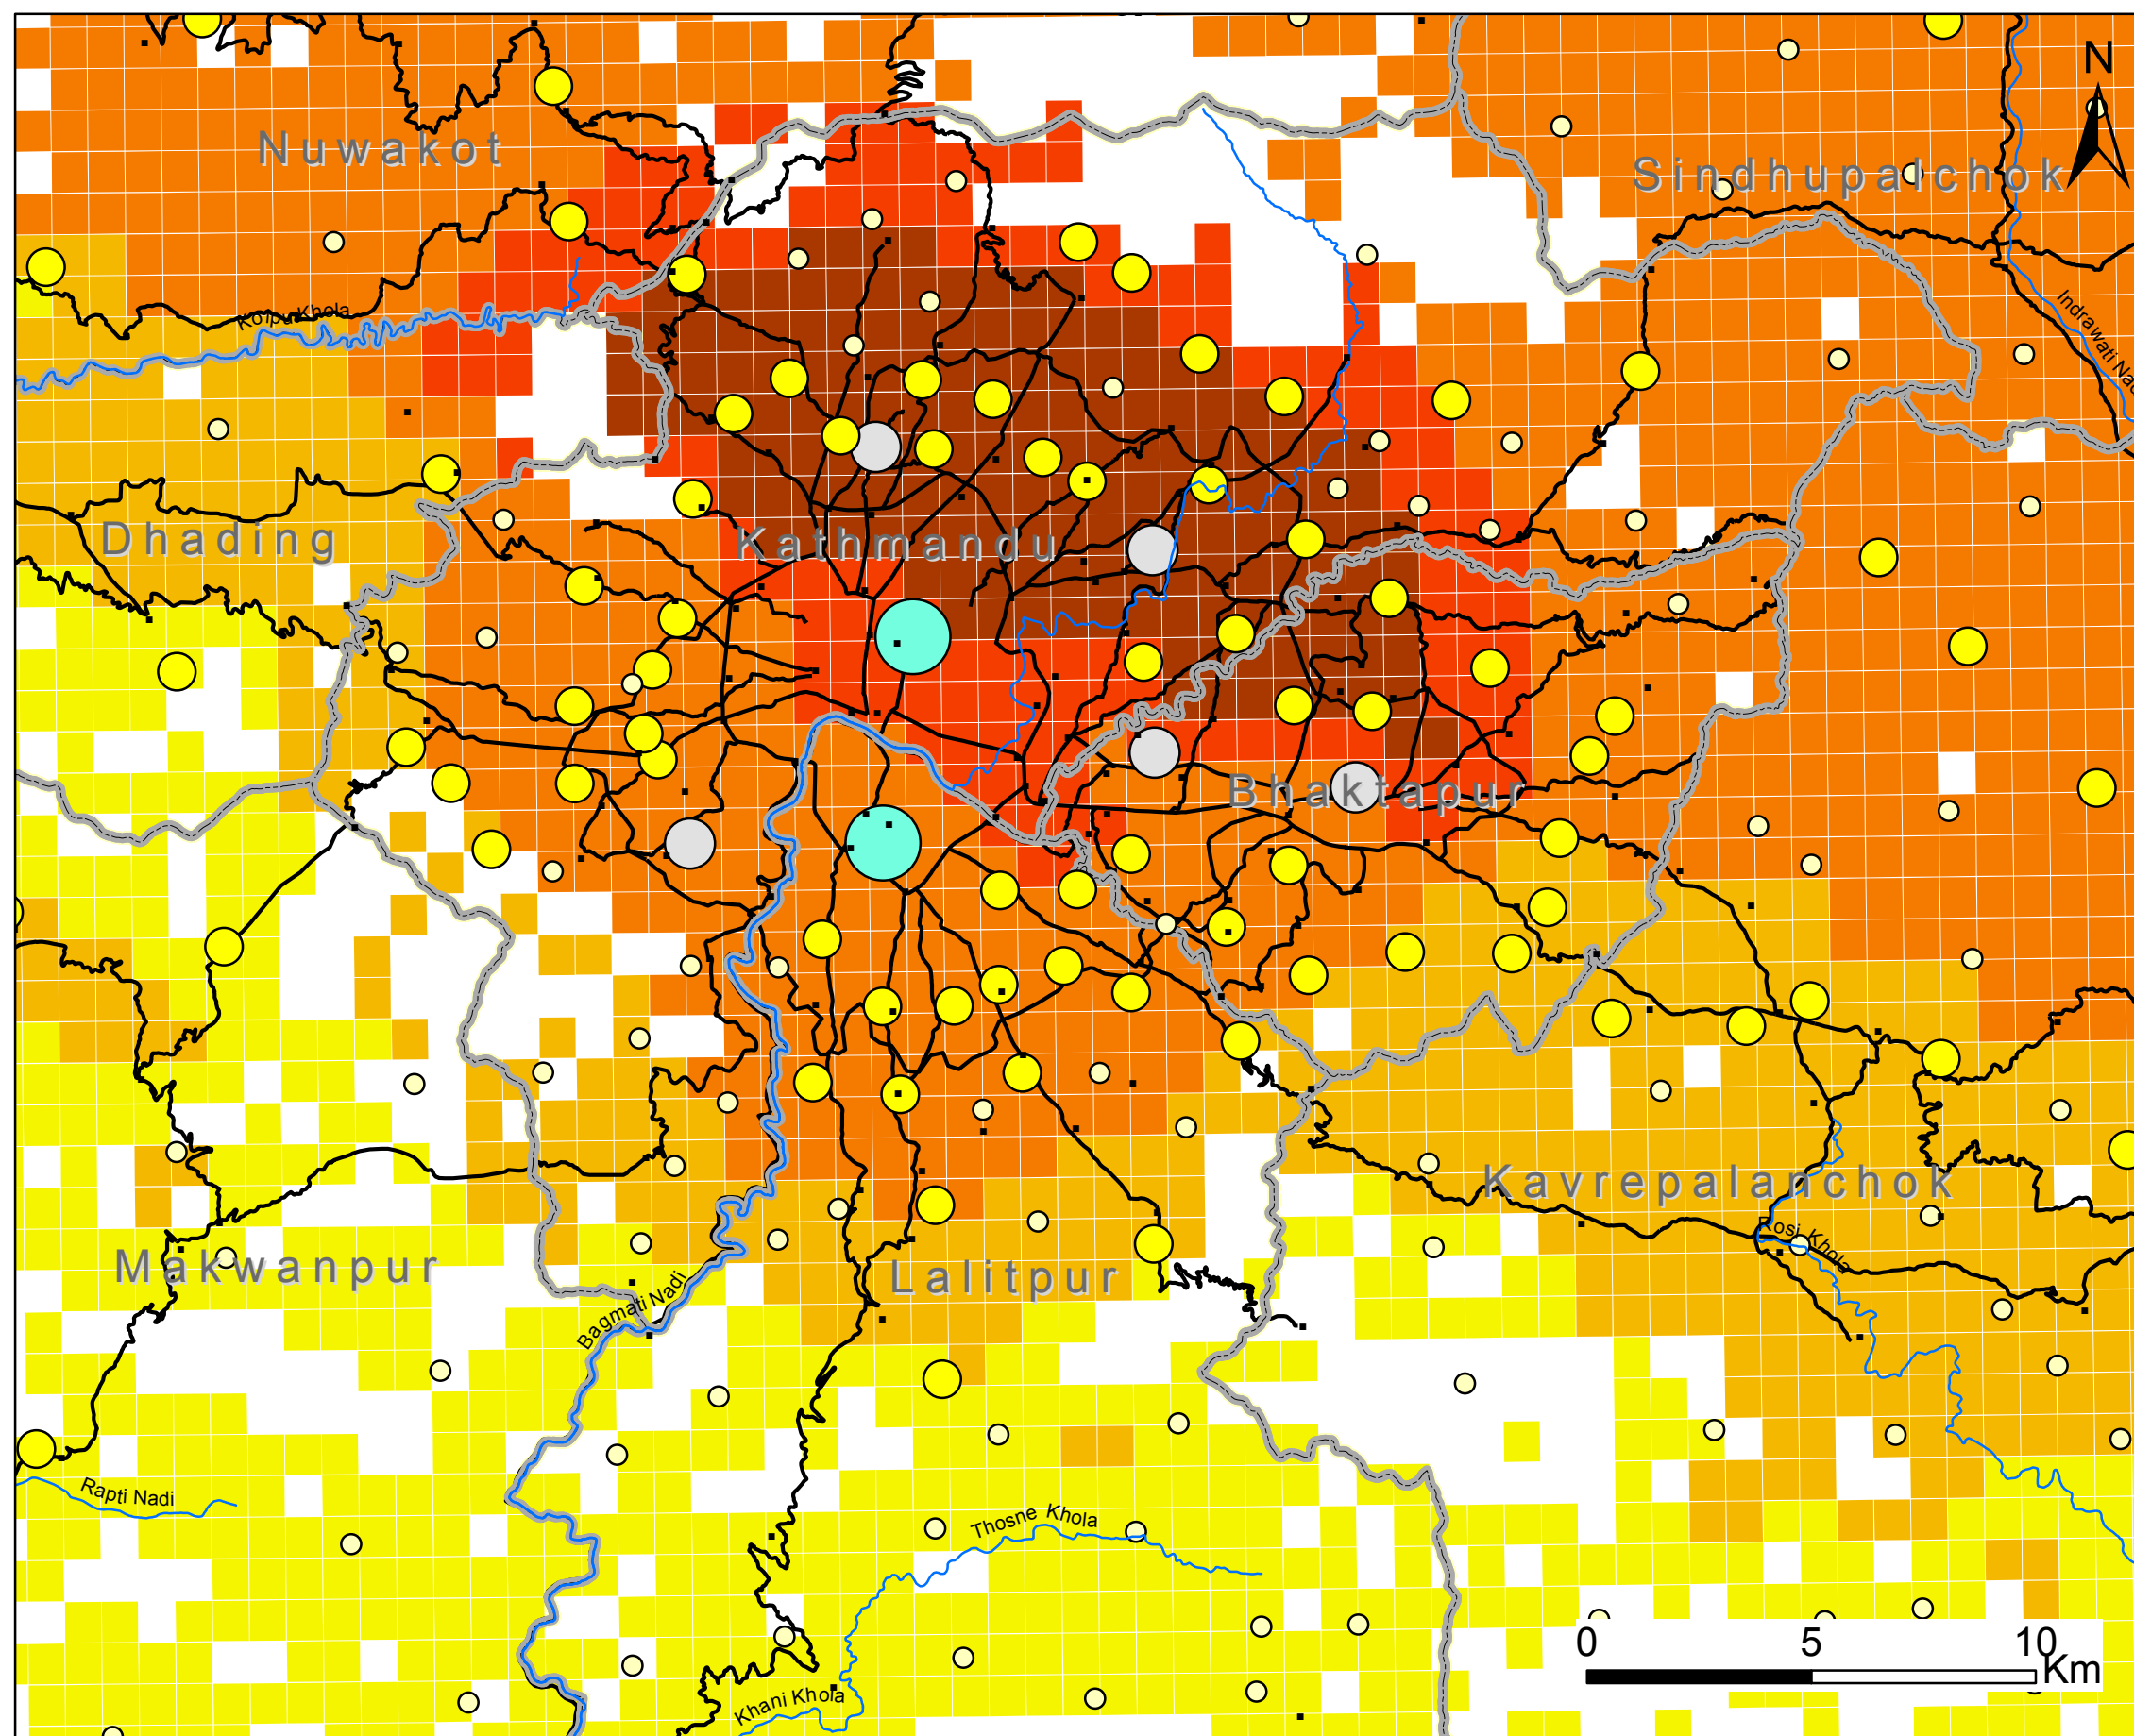 N
Nuwakot
Sindhupalchok
Kolpu Khola
Indrawati
Dhading
Kathmandu
Bhaktapur
Kavrepalanchok
Rosi Khola
Makwanpur
Lalitpur
Bagmati Nadi
Rapti Nadi
Thosne Khola
Khani Khola
0 5 10
Km